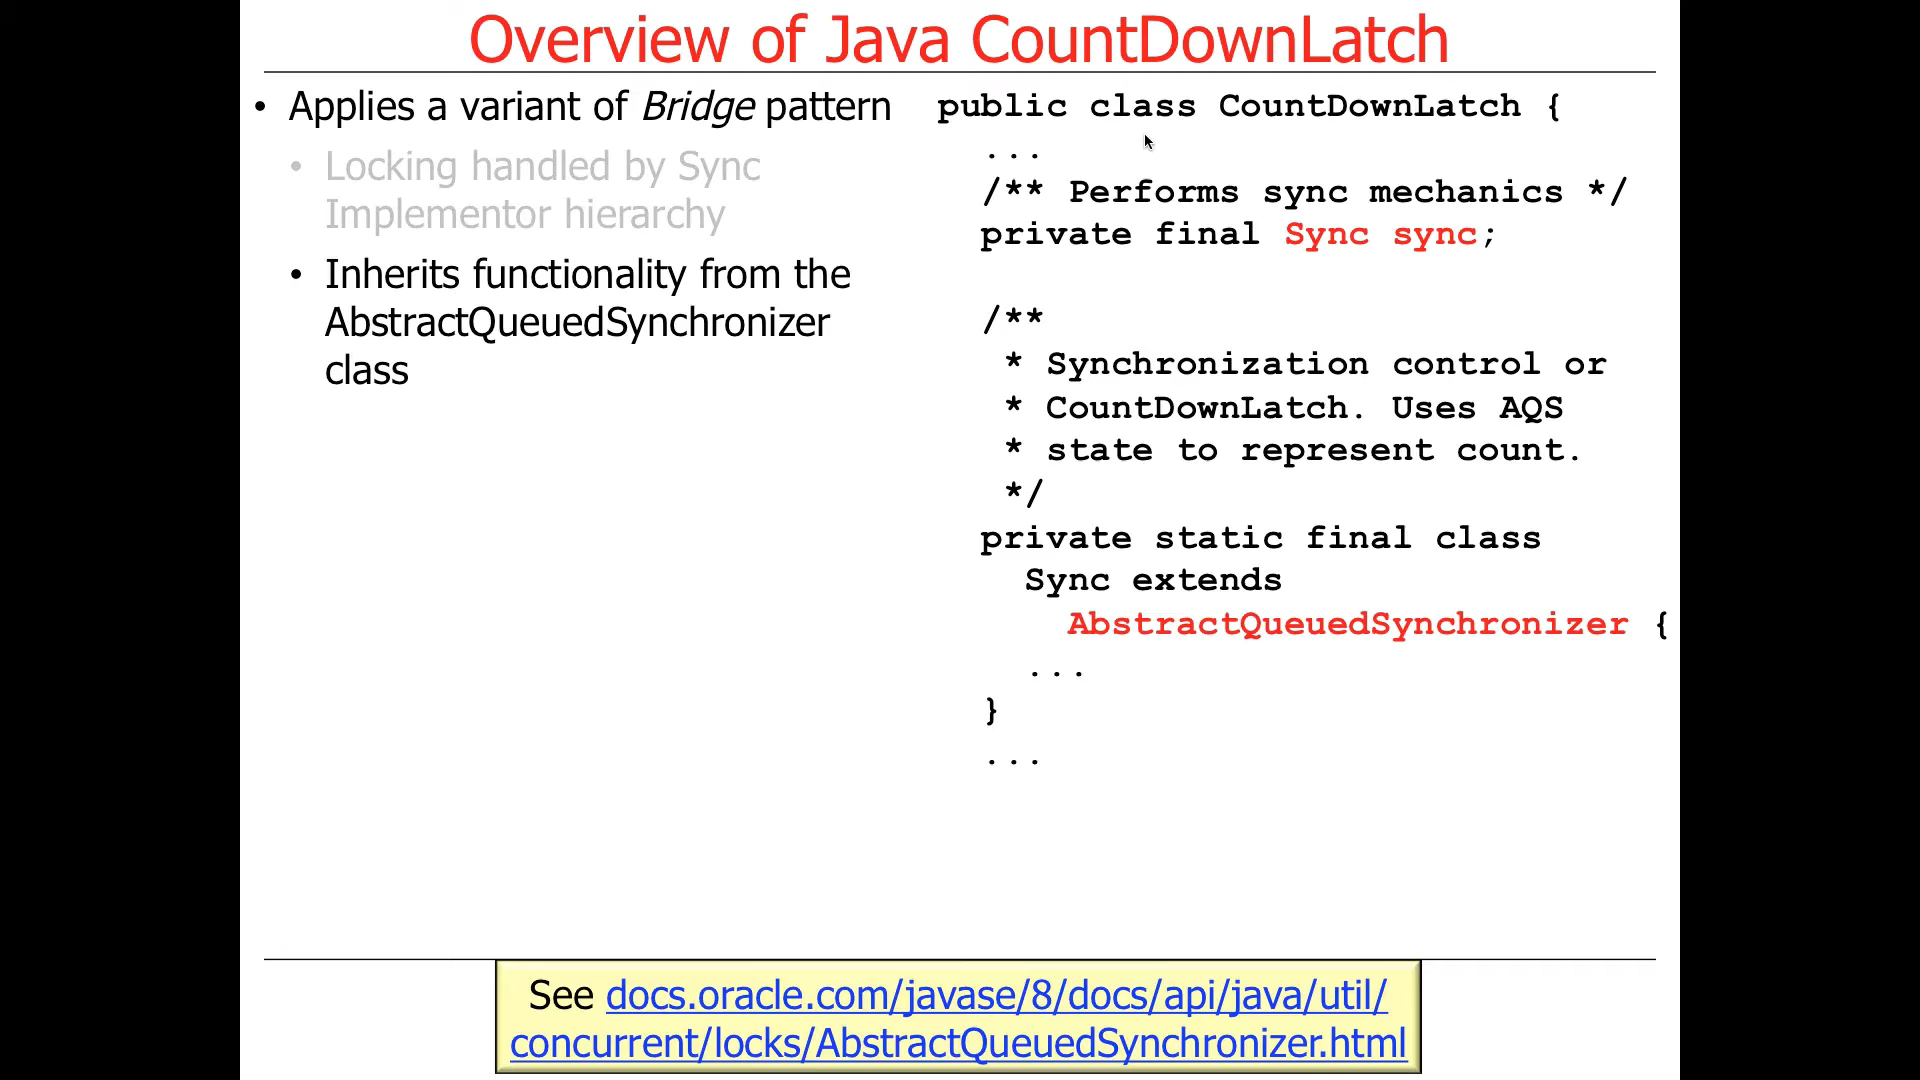 Overview of Java CountDownLatch
• Applies a variant of Bridge pattern
• Locking handled by Sync
Implementor hierarchy
• Inherits functionality from the
AbstractQueuedSynchronizer
class
public class CountDownLatch {
...
/** Performs sync mechanics */
private final Sync sync;
/**
* Synchronization control or
* CountDownLatch. Uses AQS
* state to represent count.
*/
private static final class
Sync extends
AbstractQueuedSynchronizer {
...
}
...
See docs.oracle.com/javase/8/docs/api/java/util/
concurrent/locks/AbstractQueuedSynchronizer.html